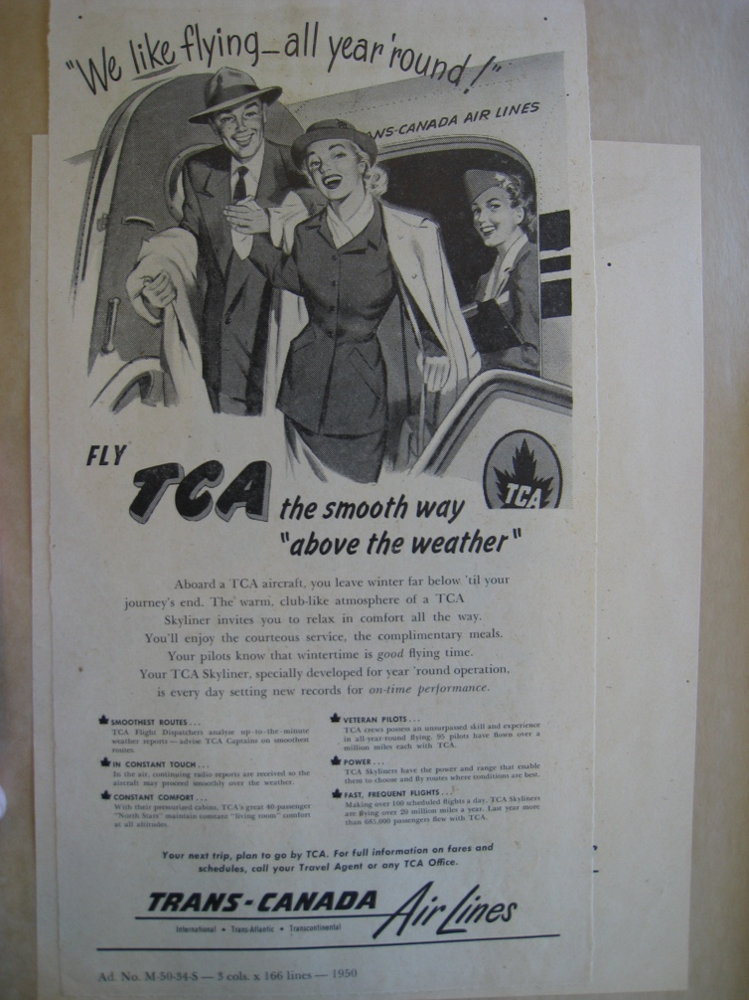 "We like flying—all year 'round!"
ANS-CANADA AIR LINES
FLY
TCA
the smooth way
TCA
"above the weather"
Aboard a TCA aircraft, you leave winter far below 'til your
journey's end. The warm, club-like atmosphere of a TCA
Skyliner invites you to relax in comfort all the way.
You'll enjoy the courteous service, the complimentary meals.
Your pilots know that wintertime is good flying time.
Your TCA Skyliner, specially developed for year 'round operation,
is every day setting new records for on-time performance.
SMOOTHEST ROUTES...
TCA Flight Dispatchers analyze up-to-the-minute
weather reports—advise TCA Captains on smoothest
routes.
IN CONSTANT TOUCH...
In the air, continuing radio reports are received so the
aircraft may proceed smoothly over the weather.
CONSTANT COMFORT...
With their pressurized cabins, TCA's great 40-passenger
"North Stars" maintain constant "living room" comfort
at all altitudes.
VETERAN PILOTS...
TCA crews possess an unsurpassed skill and experience
in all-year-round flying. 95 pilots have flown over a
million miles each with TCA.
POWER...
TCA Skyliners have the power and range that enable
them to choose and fly routes where conditions are best.
FAST, FREQUENT FLIGHTS...
Making over 100 scheduled flights a day, TCA Skyliners
are flying over 20 million miles a year. Last year more
than 685,000 passengers flew with TCA.
Your next trip, plan to go by TCA. For full information on fares and
schedules, call your Travel Agent or any TCA Office.
TRANS-CANADA Air Lines
International • Trans-Atlantic • Transcontinental
Ad. No. M-50-34-S — 3 cols. x 166 lines — 1950